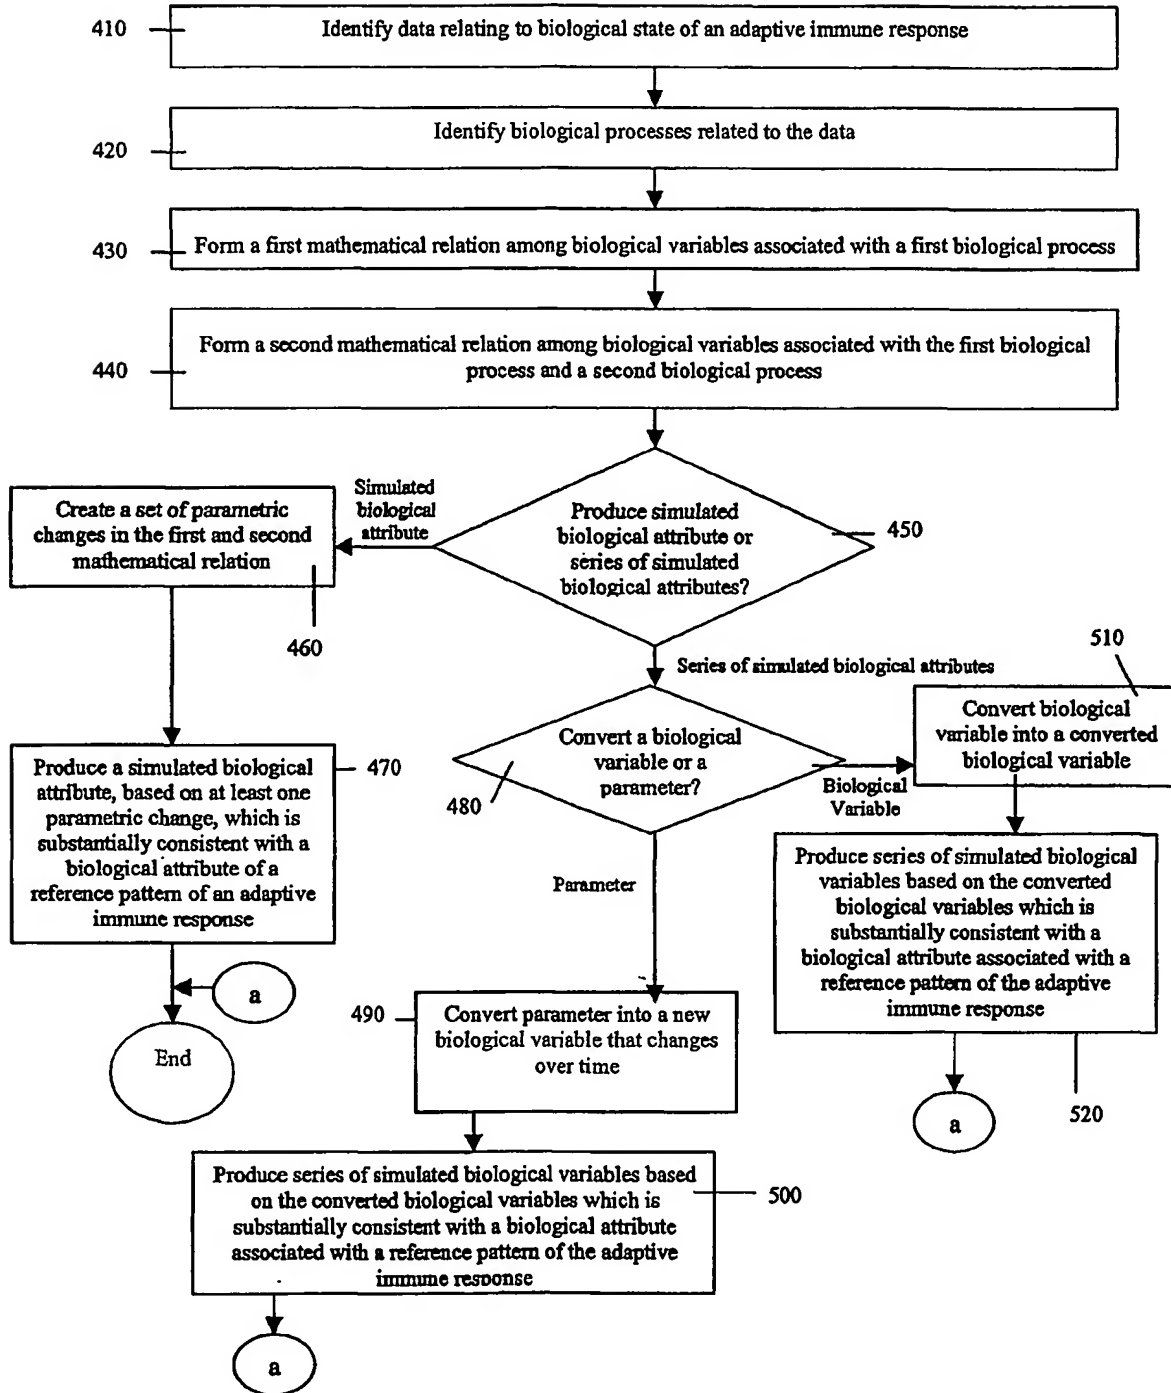 410
Identify data relating to biological state of an adaptive immune response
420
Identify biological processes related to the data
430
Form a first mathematical relation among biological variables associated with a first biological process
440
Form a second mathematical relation among biological variables associated with the first biological
process and a second biological process
Simulated
biological
attribute
Create a set of parametric
changes in the first and second
mathematical relation
460
Produce simulated
biological attribute or
series of simulated
biological attributes?
450
Series of simulated biological attributes
510
Convert biological
variable into a converted
biological variable
Convert a biological
variable or a
parameter?
480
Biological
Variable
Produce a simulated biological
attribute, based on at least one
parametric change, which is
substantially consistent with a
biological attribute of a
reference pattern of an adaptive
immune response
470
Parameter
Produce series of simulated biological
variables based on the converted
biological variables which is
substantially consistent with a
biological attribute associated with a
reference pattern of the adaptive
immune response
520
a
a
End
490
Convert parameter into a new
biological variable that changes
over time
Produce series of simulated biological variables based
on the converted biological variables which is
substantially consistent with a biological attribute
associated with a reference pattern of the adaptive
immune response
500
a